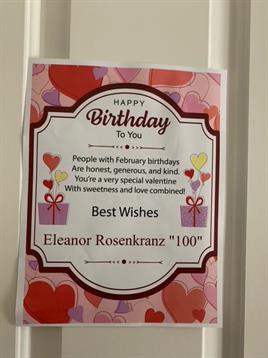 HAPPY
Birthday
To You
People with February birthdays
Are honest, generous, and kind.
You're a very special valentine
With sweetness and love combined!
Best Wishes
Eleanor Rosenkranz "100"